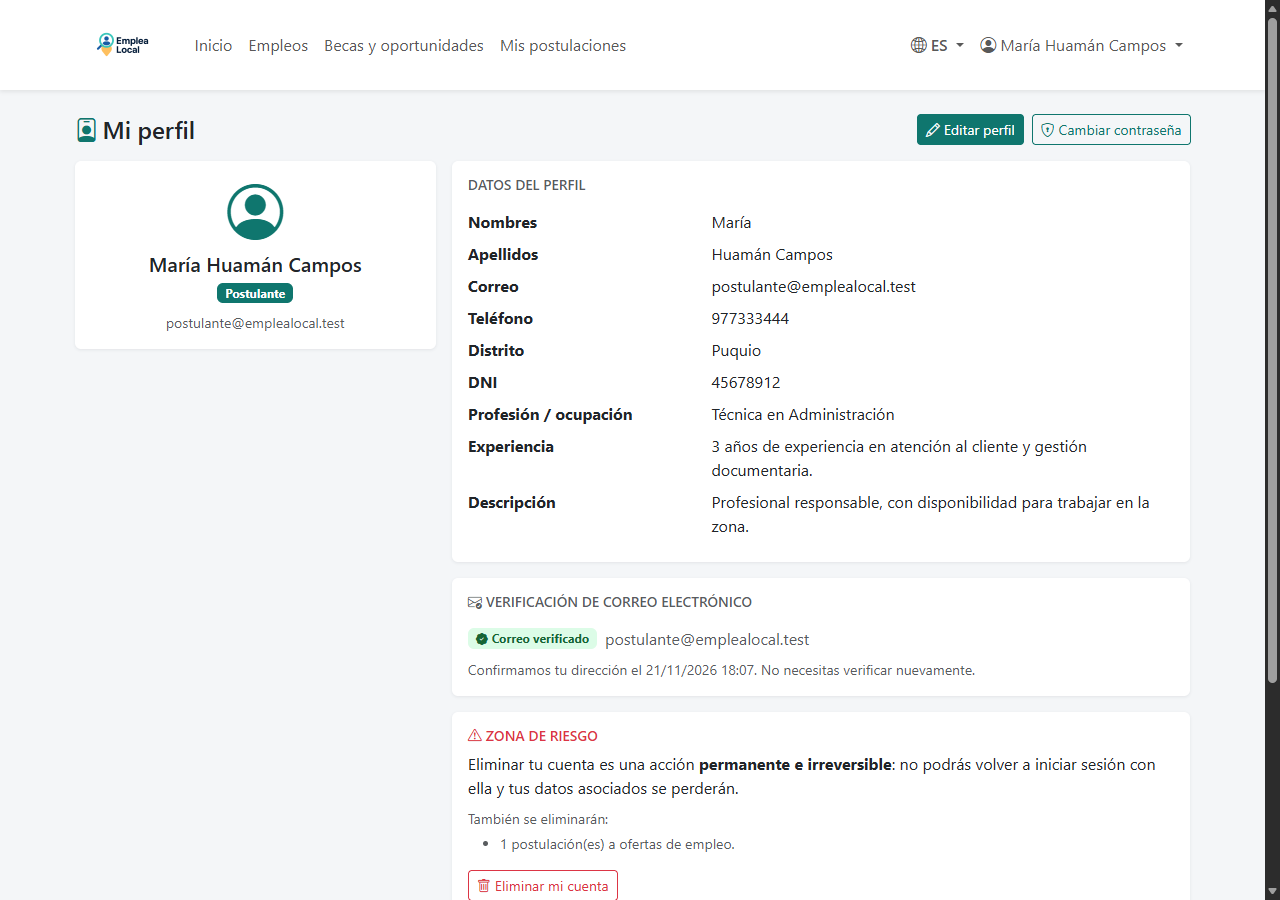 Emplea
Local
Inicio
Empleos
Becas y oportunidades
Mis postulaciones
ES
María Huamán Campos
Mi perfil
Editar perfil
Cambiar contraseña
María Huamán Campos
Postulante
postulante@emplealocal.test
DATOS DEL PERFIL
Nombres María
Apellidos Huamán Campos
Correo postulante@emplealocal.test
Teléfono 977333444
Distrito Puquio
DNI 45678912
Profesión / ocupación Técnica en Administración
Experiencia 3 años de experiencia en atención al cliente y gestión
documentaria.
Descripción Profesional responsable, con disponibilidad para trabajar en la
zona.
VERIFICACIÓN DE CORREO ELECTRÓNICO
Correo verificado postulante@emplealocal.test
Confirmamos tu dirección el 21/11/2026 18:07. No necesitas verificar nuevamente.
ZONA DE RIESGO
Eliminar tu cuenta es una acción permanente e irreversible: no podrás volver a iniciar sesión con
ella y tus datos asociados se perderán.
También se eliminarán:
• 1 postulación(es) a ofertas de empleo.
Eliminar mi cuenta